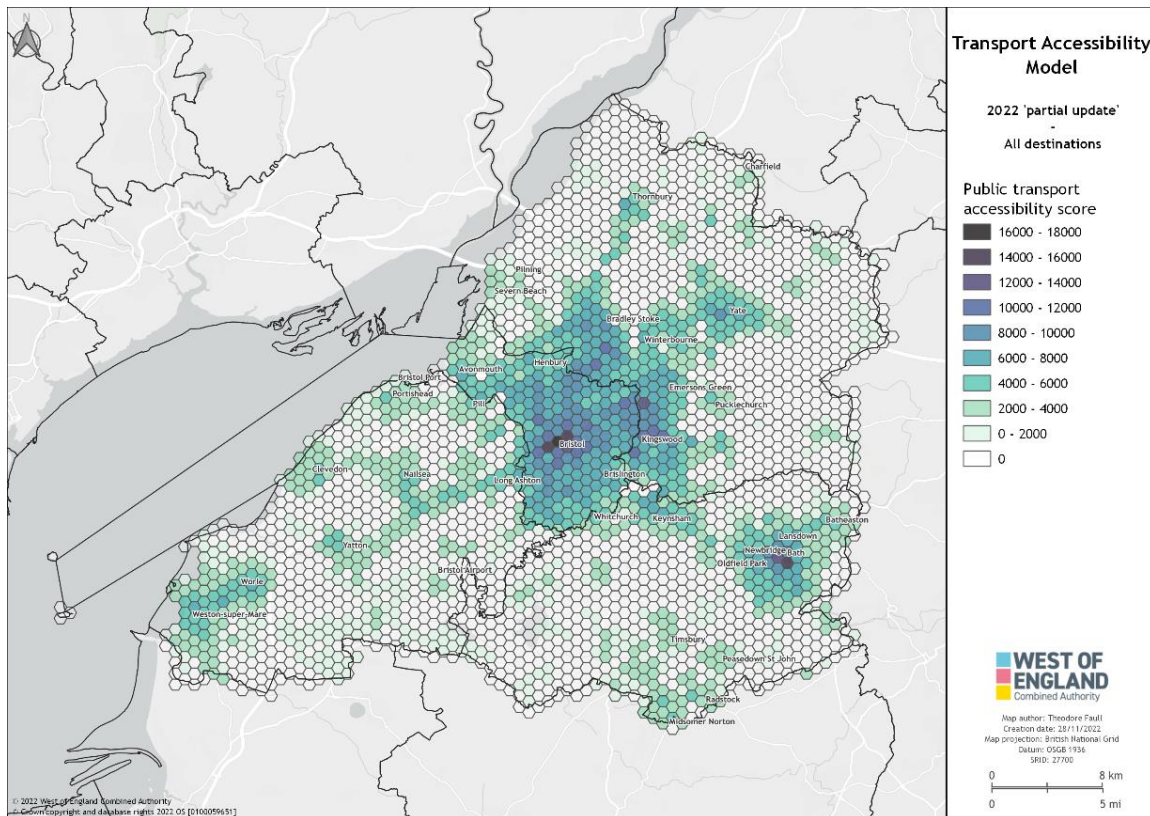 N
Charfield
Thornbury
Pilning
Severn Beach
Bradley Stoke
Yate
Winterbourne
Henbury
Avonmouth
Bristol Port
Portishead
Pill
Emersons Green
Pucklechurch
Bristol
Kingswood
Clevedon
Nailsea
Long Ashton
Brislington
Whitchurch
Keynsham
Batheaston
Lansdown
Yatton
Newbridge
Bath
Oldfield Park
Bristol Airport
Worle
Weston-super-Mare
Timsbury
Peasedown St John
Radstock
Midsomer Norton
© 2022 West of England Combined Authority
© Crown copyright and database rights 2022 OS [0100059651]
Transport Accessibility
Model
2022 'partial update'
-
All destinations
Public transport
accessibility score
16000 - 18000
14000 - 16000
12000 - 14000
10000 - 12000
8000 - 10000
6000 - 8000
4000 - 6000
2000 - 4000
0 - 2000
0
WEST OF
ENGLAND
Combined Authority
Map author: Theodore Faull
Creation date: 28/11/2022
Map projection: British National Grid
Datum: OSGB 1936
SRID: 27700
0 8 km
0 5 mi